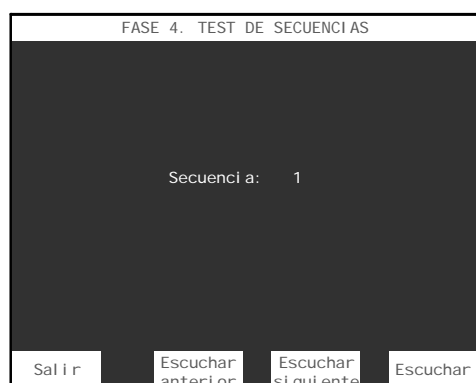 FASE 4. TEST DE SECUENCIAS
Secuencia: 1
Salir
Escuchar
anterior
Escuchar
siguiente
Escuchar